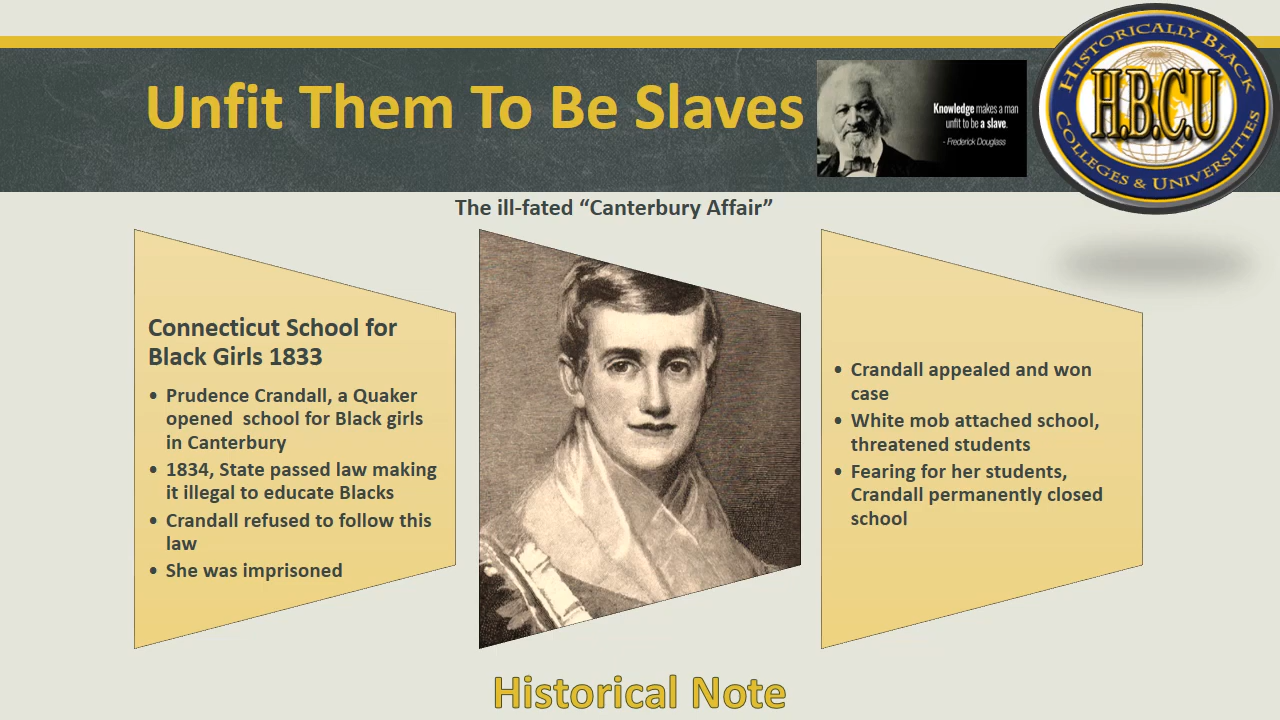 Unfit Them To Be Slaves
Knowledge makes a man
unfit to be a slave.
- Frederick Douglass
HISTORICALLY BLACK
H.B.C.U
COLLEGES & UNIVERSITIES
The ill-fated “Canterbury Affair”
Connecticut School for
Black Girls 1833
• Prudence Crandall, a Quaker
opened  school for Black girls
in Canterbury
• 1834, State passed law making
it illegal to educate Blacks
• Crandall refused to follow this
law
• She was imprisoned
• Crandall appealed and won
case
• White mob attached school,
threatened students
• Fearing for her students,
Crandall permanently closed
school
Historical Note